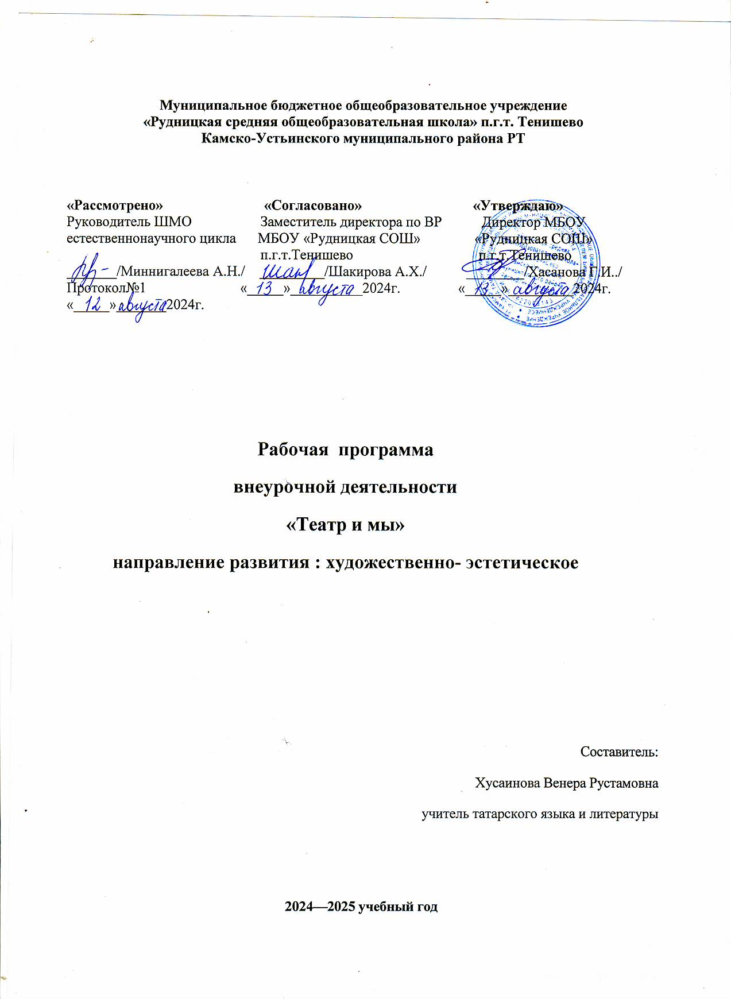 Муниципальное бюджетное общеобразовательное учреждение
«Рудницкая средняя общеобразовательная школа» п.г.т. Тенишево
Камско-Устьинского муниципального района РТ
«Рассмотрено» «Согласовано» «Утверждаю»
Руководитель ШМО Заместитель директора по ВР Директор МБОУ
естественнонаучного цикла МБОУ «Рудницкая СОШ» «Рудницкая СОШ»
п.г.т.Тенишево п.г.т.Тенишево
/Миннигалеева А.Н./ /Шакирова А.Х./ /Хасанова Г.И../
Протокол№1 «13» августа 2024г. «13» августа 2024г.
«12» августа 2024г.
Рабочая программа
внеурочной деятельности
«Театр и мы»
направление развития : художественно- эстетическое
Составитель:
Хусаинова Венера Рустамовна
учитель татарского языка и литературы
2024—2025 учебный год